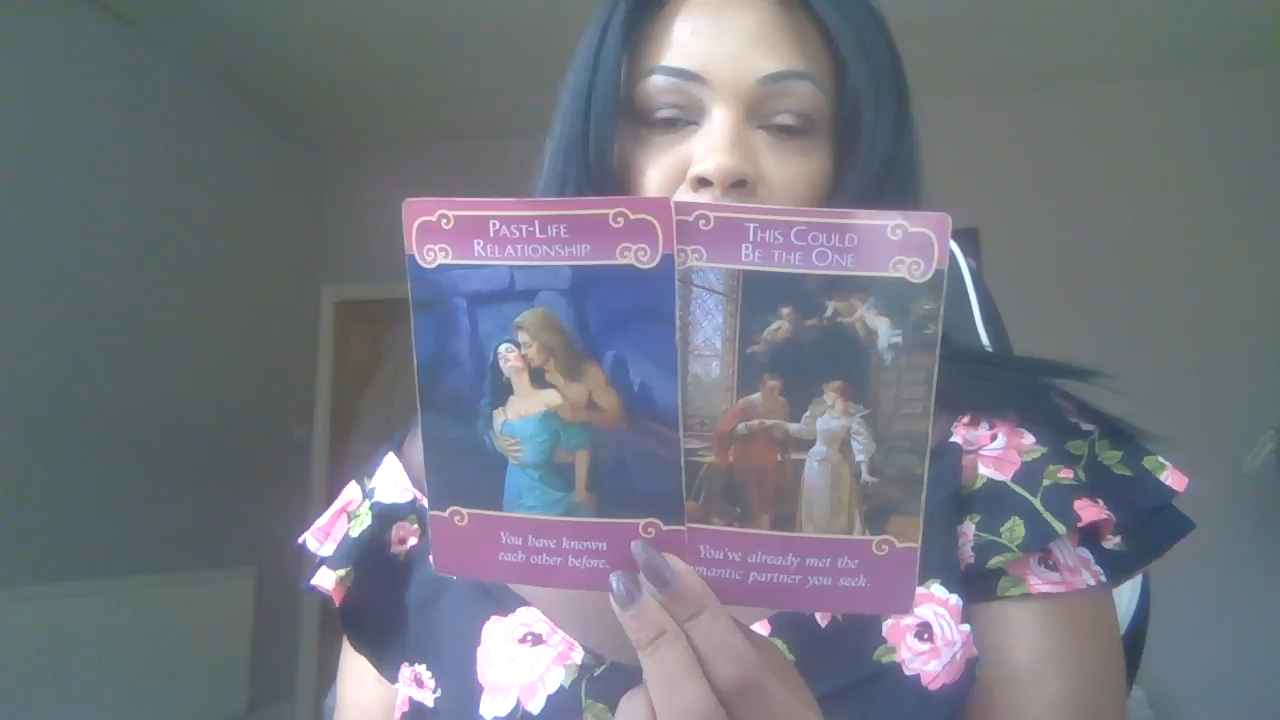 PAST-LIFE
RELATIONSHIP
You have known
each other before.
THIS COULD
BE THE ONE
You've already met the
omantic partner you seek.